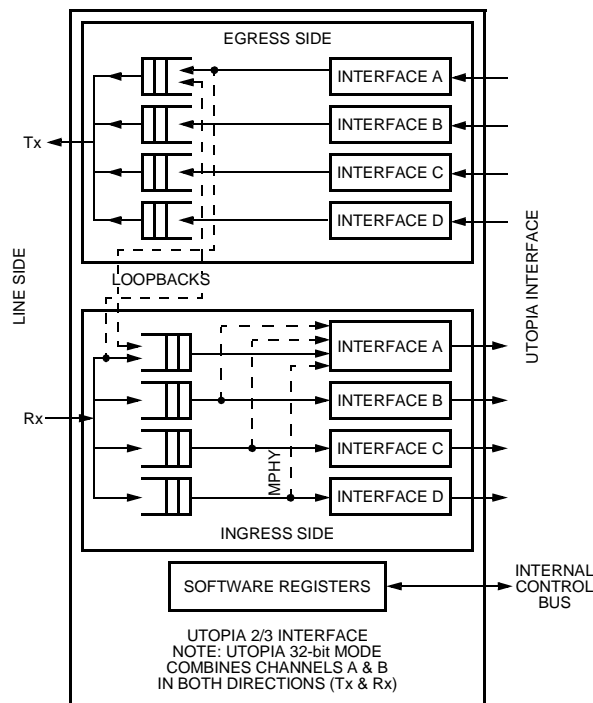 EGRESS SIDE
INTERFACE A
INTERFACE B
Tx
INTERFACE C
INTERFACE D
LINE SIDE
UTOPIA INTERFACE
LOOPBACKS
INTERFACE A
INTERFACE B
Rx
INTERFACE C
MPHY
INTERFACE D
INGRESS SIDE
SOFTWARE REGISTERS
INTERNAL
CONTROL
BUS
UTOPIA 2/3 INTERFACE
NOTE: UTOPIA 32-bit MODE
COMBINES CHANNELS A & B
IN BOTH DIRECTIONS (Tx & Rx)